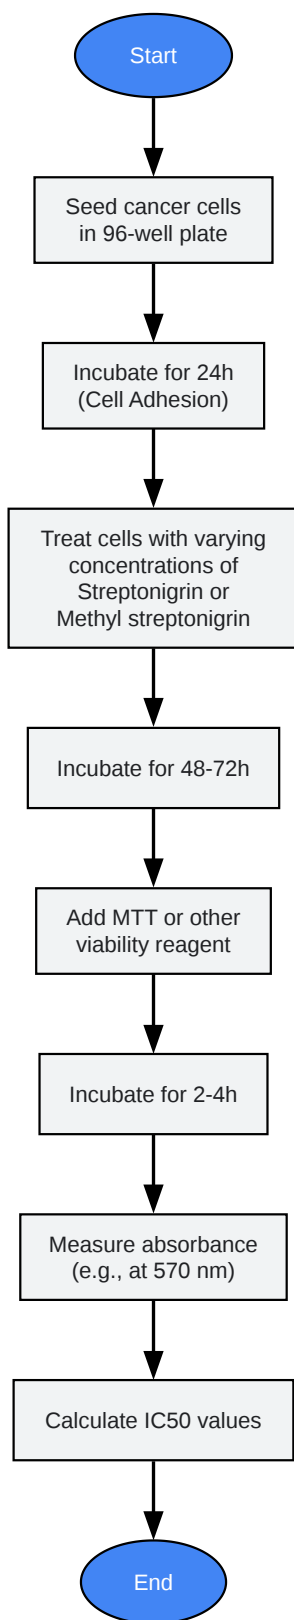 Start
Seed cancer cells
in 96-well plate
Incubate for 24h
(Cell Adhesion)
Treat cells with varying
concentrations of
Streptonigrin or
Methyl streptonigrin
Incubate for 48-72h
Add MTT or other
viability reagent
Incubate for 2-4h
Measure absorbance
(e.g., at 570 nm)
Calculate IC50 values
End